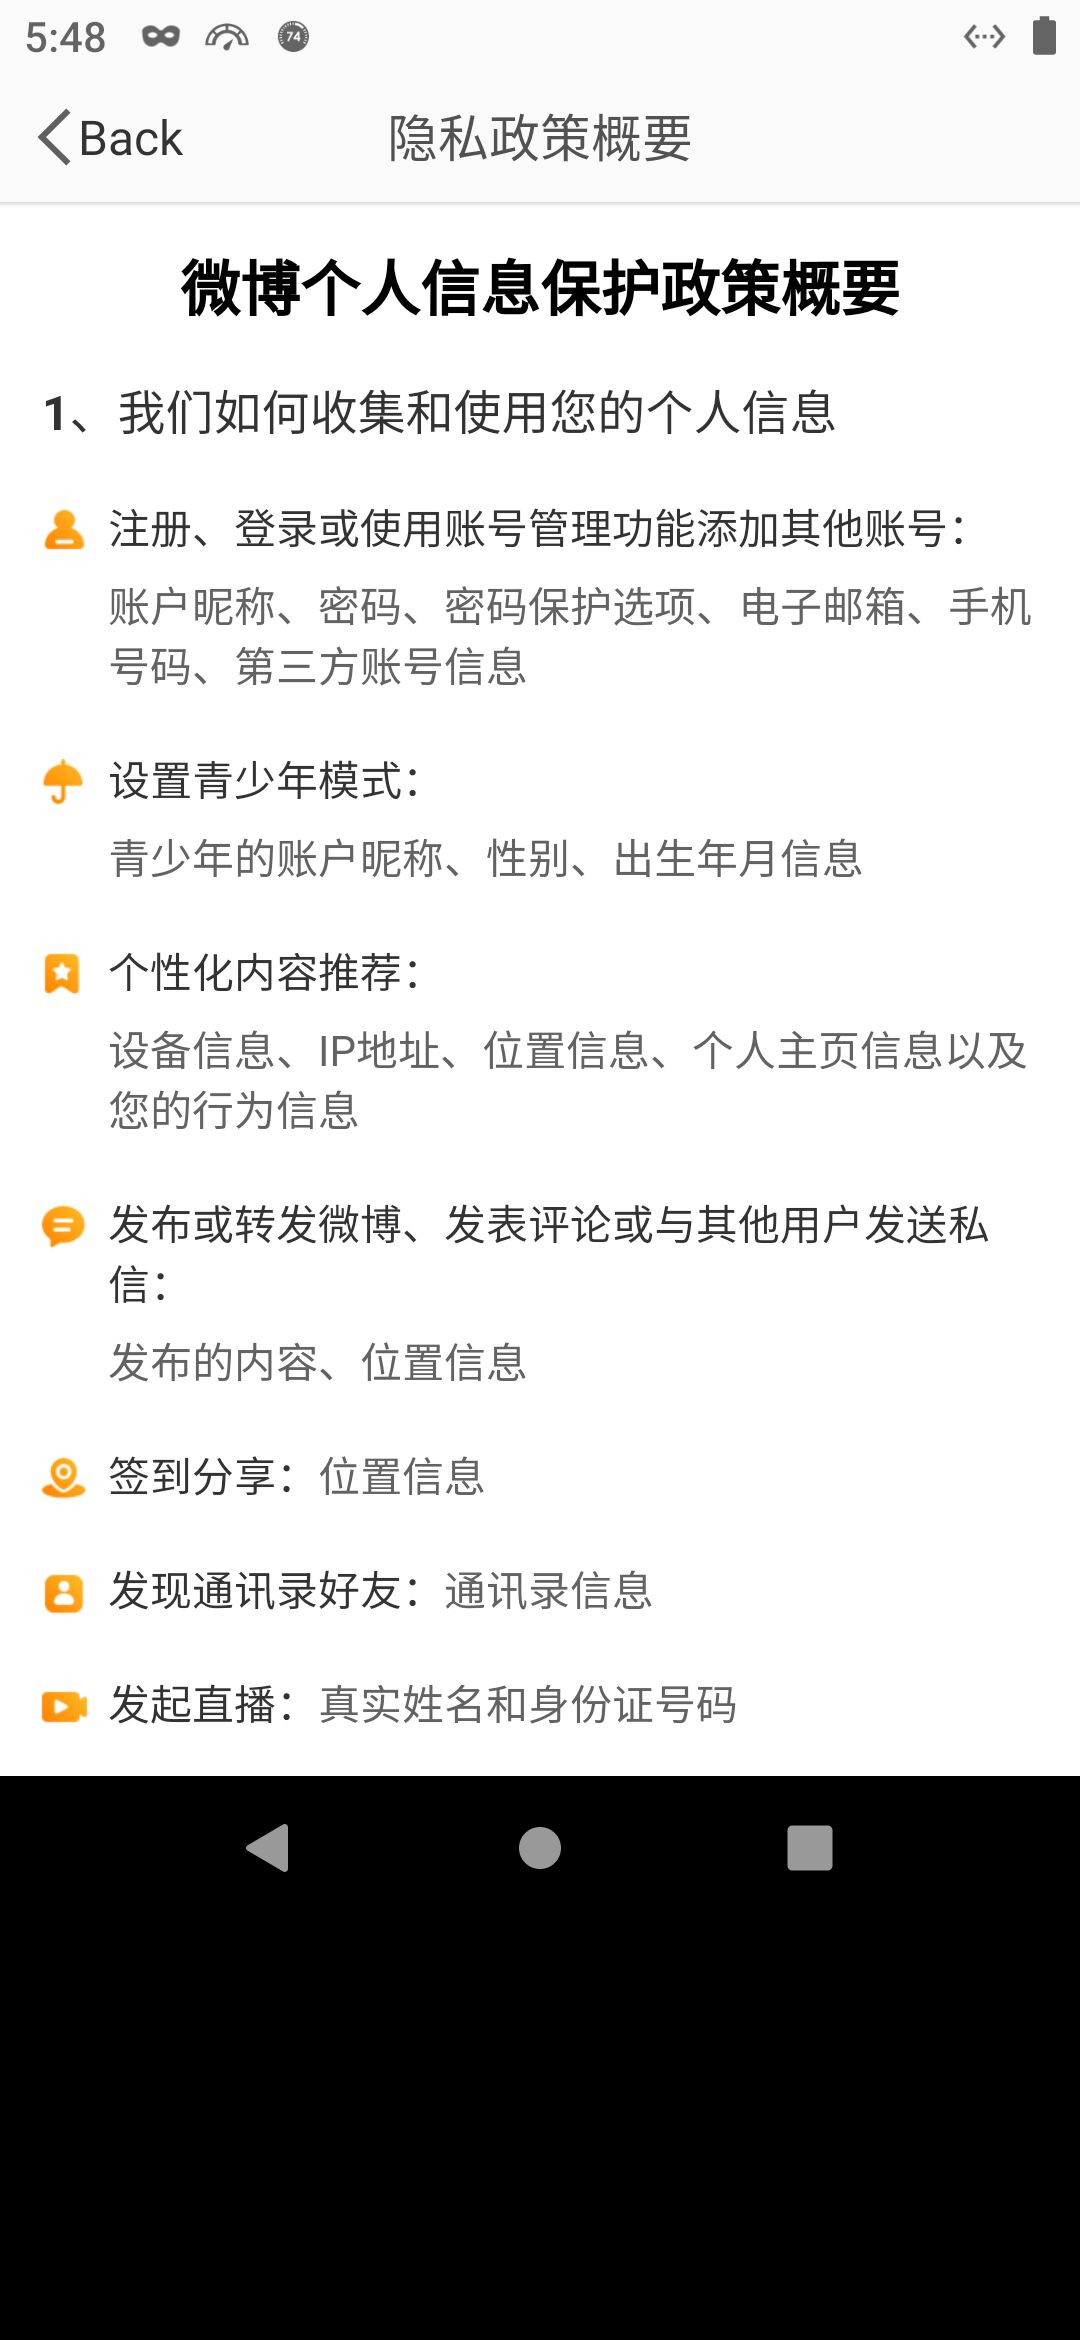 5:48
74
Back
隐私政策概要
微博个人信息保护政策概要
1、我们如何收集和使用您的个人信息
注册、登录或使用账号管理功能添加其他账号：
账户昵称、密码、密码保护选项、电子邮箱、手机
号码、第三方账号信息
设置青少年模式：
青少年的账户昵称、性别、出生年月信息
个性化内容推荐：
设备信息、IP地址、位置信息、个人主页信息以及
您的行为信息
发布或转发微博、发表评论或与其他用户发送私
信：
发布的内容、位置信息
签到分享：位置信息
发现通讯录好友：通讯录信息
发起直播：真实姓名和身份证号码